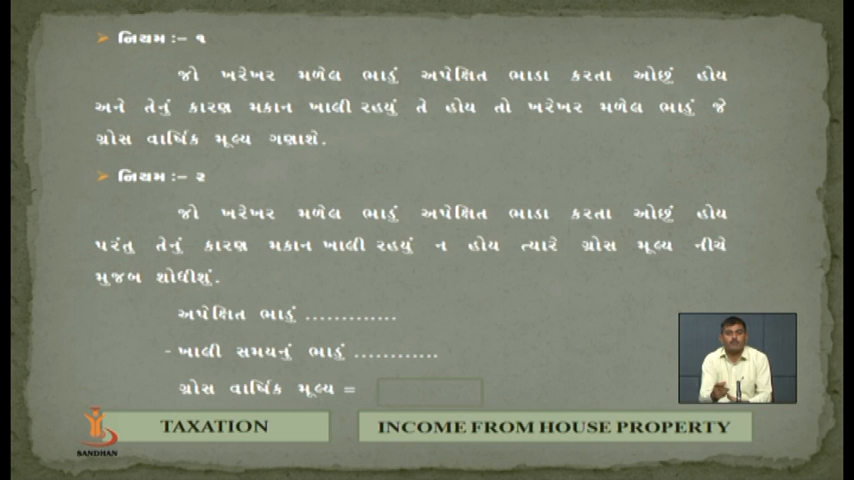 નિયમ :– ૧
જો ખરેખર મળેલ ભાડું અપેક્ષિત ભાડા કરતા ઓછું હોય
અને તેનું કારણ મકાન ખાલી રહયું તે હોય તો ખરેખર મળેલ ભાડું જે
ગ્રોસ વાર્ષિક મૂલ્ય ગણાશે.
નિયમ :– ૨
જો ખરેખર મળેલ ભાડું અપેક્ષિત ભાડા કરતા ઓછું હોય
પરંતુ તેનું કારણ મકાન ખાલી રહયું ન હોય ત્યારે ગ્રોસ મૂલ્ય નીચે
મુજબ શોધીશું.
અપેક્ષિત ભાડું .............
- ખાલી સમયનું ભાડું ............
ગ્રોસ વાર્ષિક મૂલ્ય =
TAXATION
INCOME FROM HOUSE PROPERTY
SANDHAN